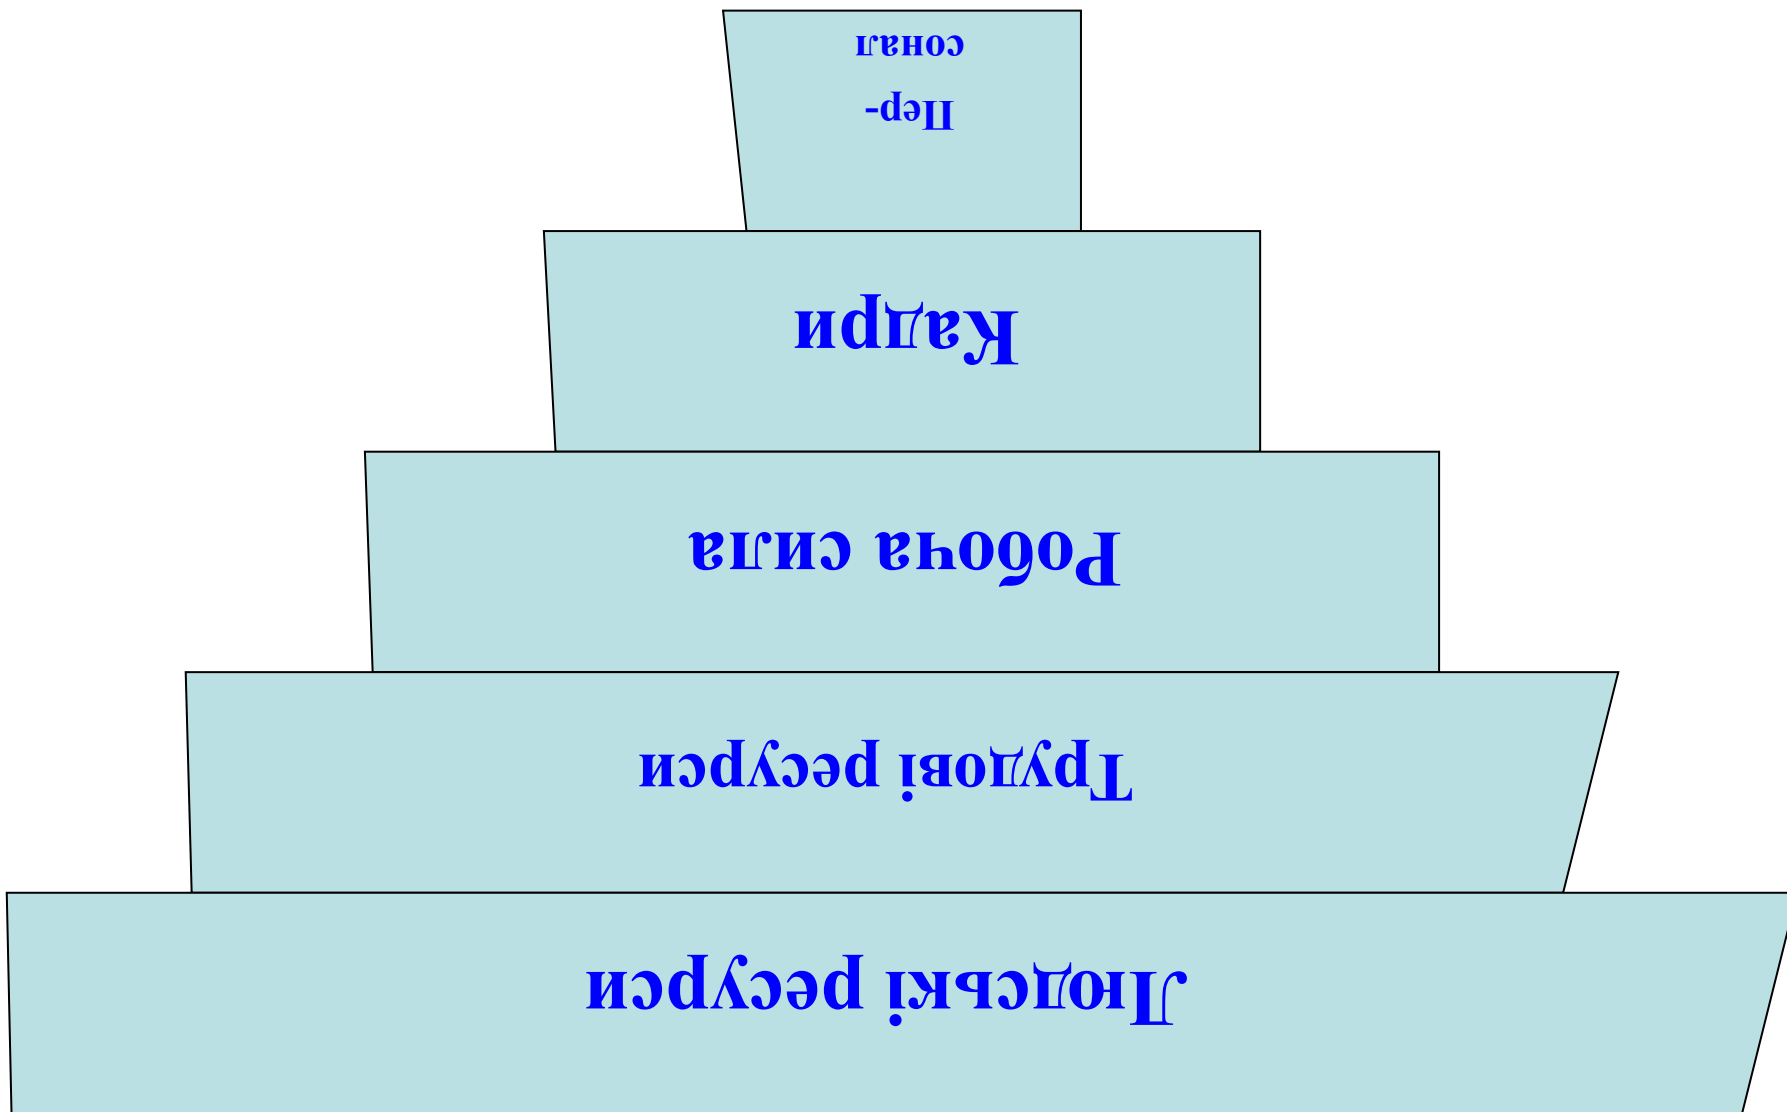 Пер-
сонал
Кадри
Робоча сила
Трудові ресурси
Людські ресурси